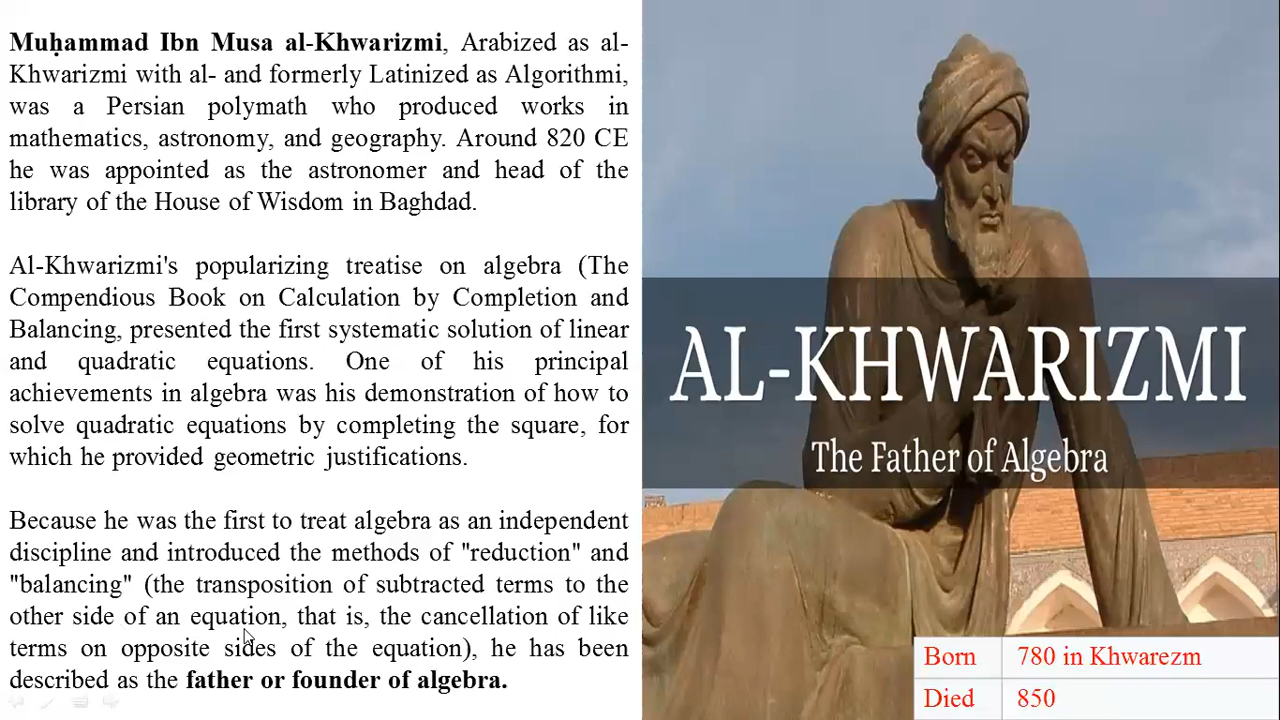 Muḥammad Ibn Musa al-Khwarizmi, Arabized as al-
Khwarizmi with al- and formerly Latinized as Algorithmi,
was a Persian polymath who produced works in
mathematics, astronomy, and geography. Around 820 CE
he was appointed as the astronomer and head of the
library of the House of Wisdom in Baghdad.
Al-Khwarizmi's popularizing treatise on algebra (The
Compendious Book on Calculation by Completion and
Balancing, presented the first systematic solution of linear
and quadratic equations. One of his principal
achievements in algebra was his demonstration of how to
solve quadratic equations by completing the square, for
which he provided geometric justifications.
Because he was the first to treat algebra as an independent
discipline and introduced the methods of "reduction" and
"balancing" (the transposition of subtracted terms to the
other side of an equation, that is, the cancellation of like
terms on opposite sides of the equation), he has been
described as the father or founder of algebra.
AL-KHWARIZMI
The Father of Algebra
Born 780 in Khwarezm
Died 850